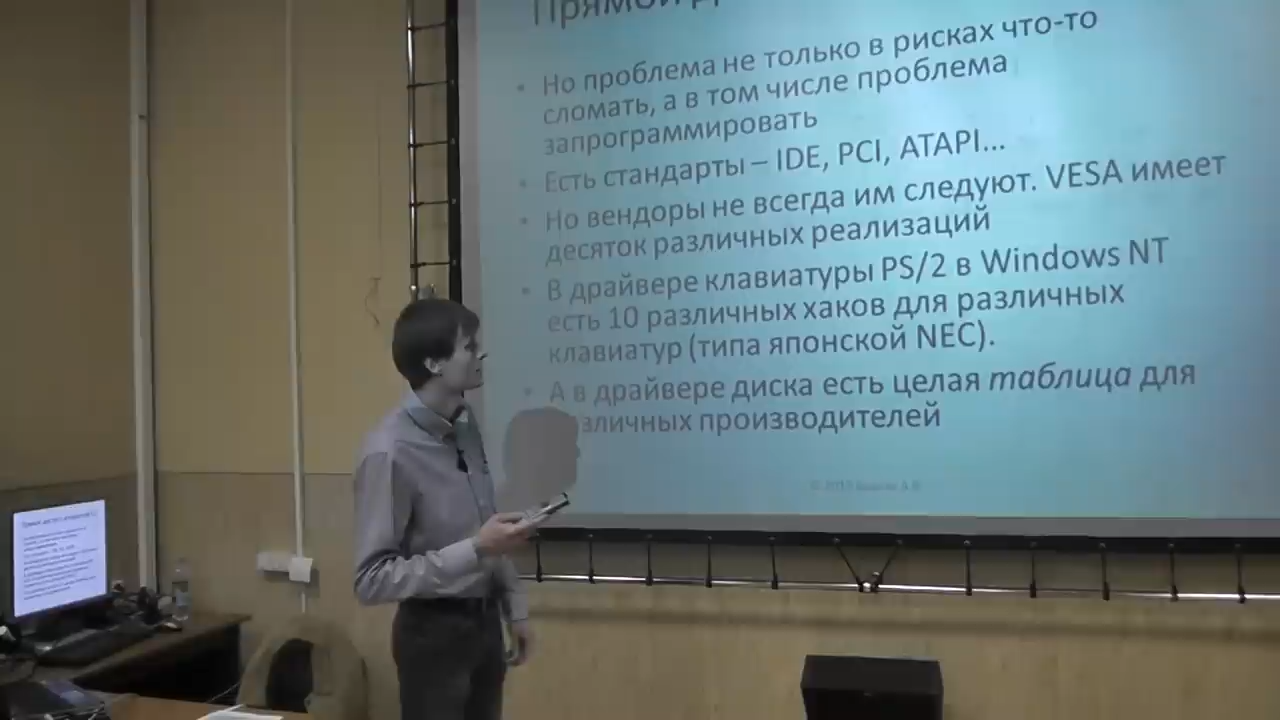 Прямой
Но проблема не только в рисках что-то
сломать, а в том числе проблема
запрограммировать
Есть стандарты – IDE, PCI, ATAPI...
Но вендоры не всегда им следуют. VESA имеет
десяток различных реализаций
В драйвере клавиатуры PS/2 в Windows NT
есть 10 различных хаков для различных
клавиатур (типа японской NEC).
А в драйвере диска есть целая таблица для
зличных производителей